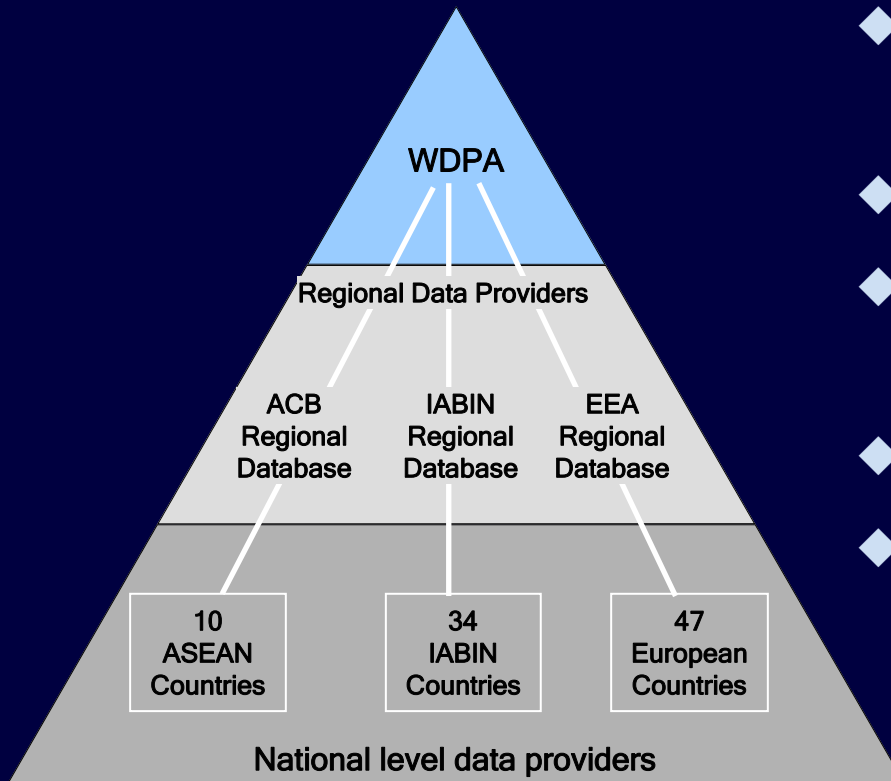 WDPA
Regional Data Providers
ACB
Regional
Database
IABIN
Regional
Database
EEA
Regional
Database
10
ASEAN
Countries
34
IABIN
Countries
47
European
Countries
National level data providers